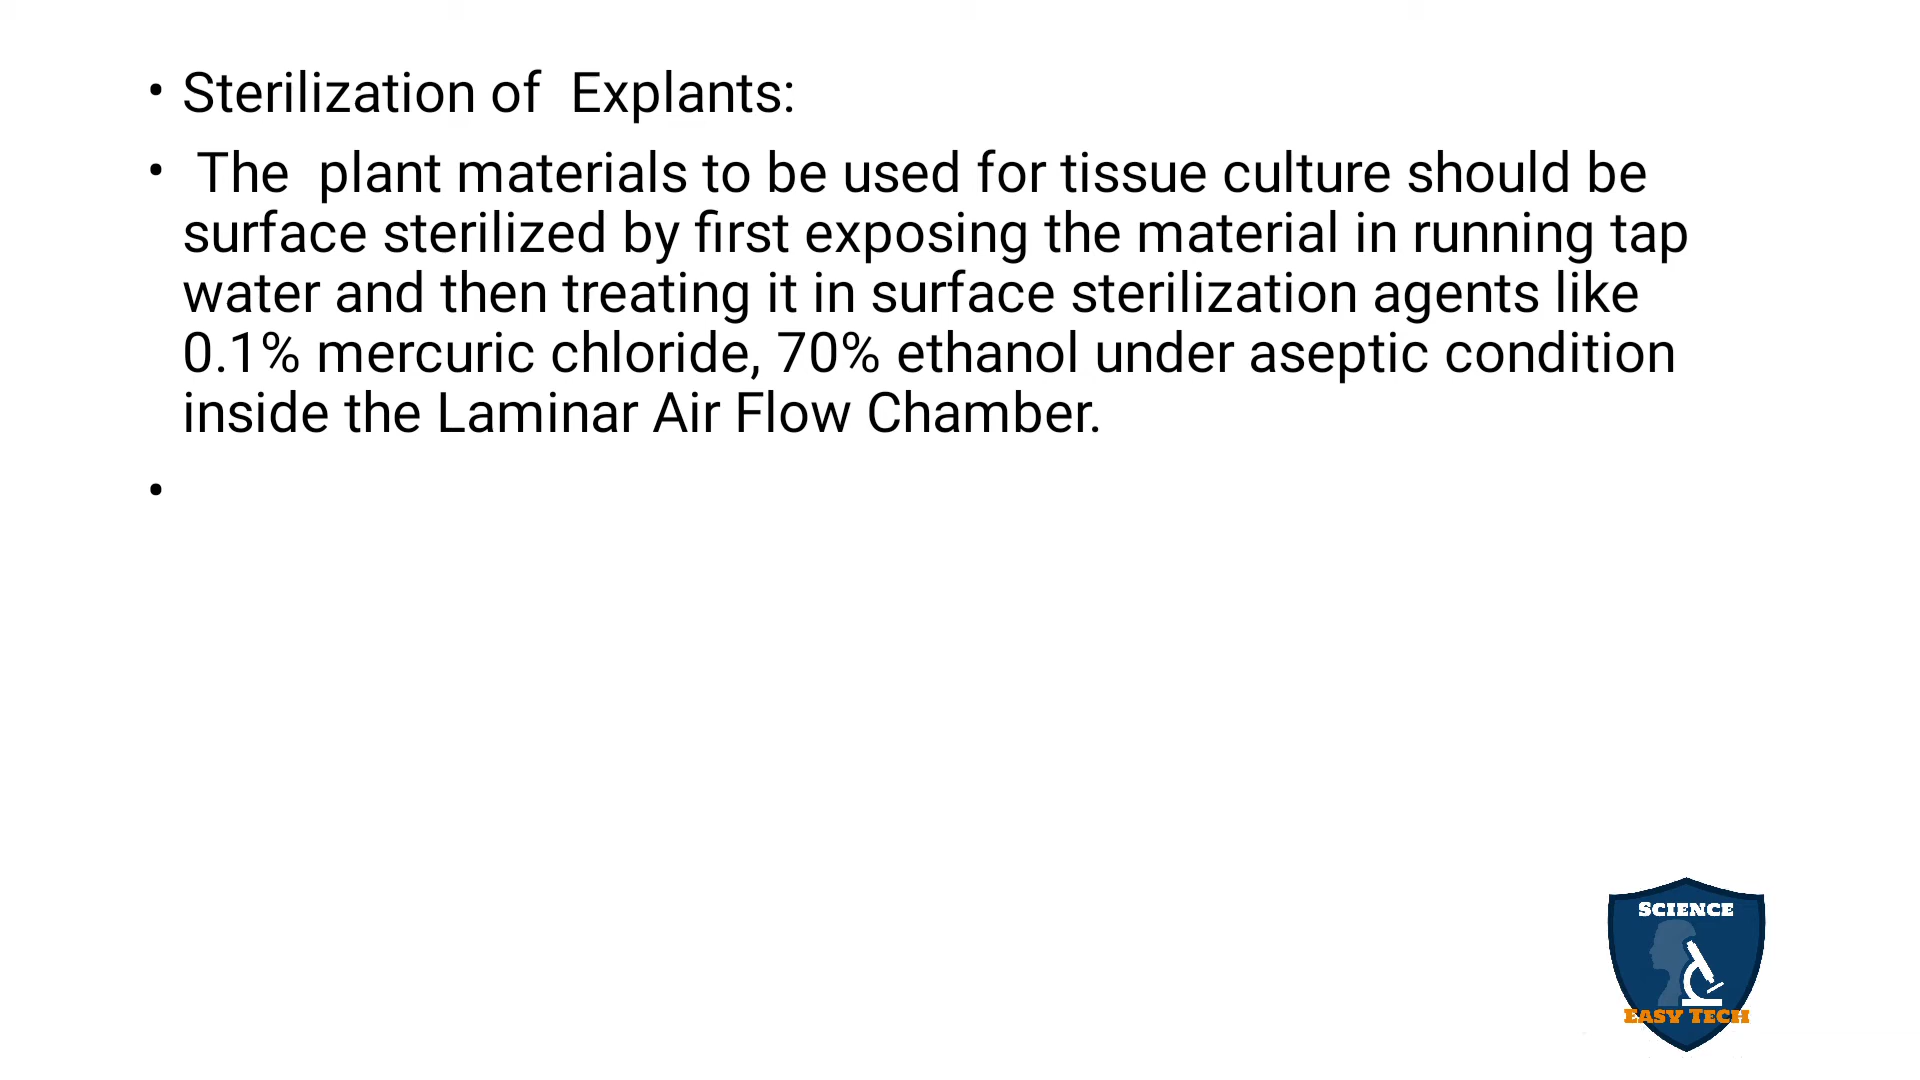 • Sterilization of  Explants:
•  The  plant materials to be used for tissue culture should be
surface sterilized by first exposing the material in running tap
water and then treating it in surface sterilization agents like
0.1% mercuric chloride, 70% ethanol under aseptic condition
inside the Laminar Air Flow Chamber.
•
SCIENCE
EASY TECH